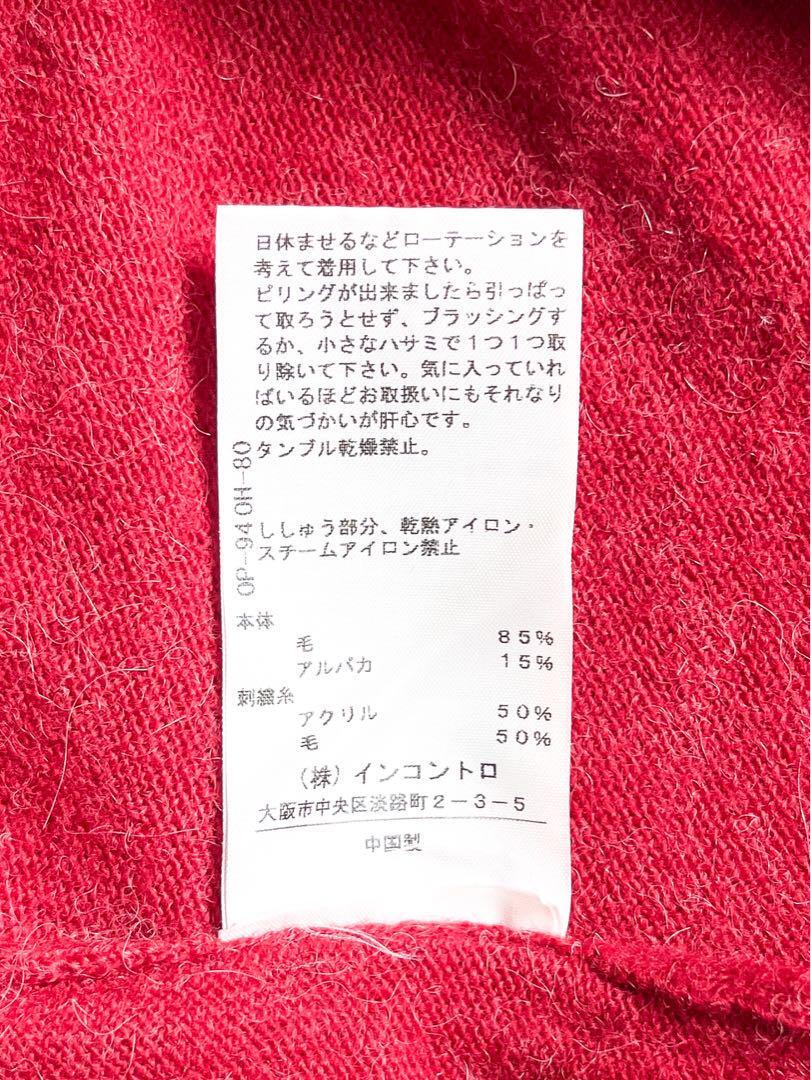 日休ませるなどローテーションを
考えて着用して下さい。
ピリングが出来ましたら引っぱっ
て取ろうとせず、ブラッシングす
るか、小さなハサミで1つ1つ取
り除いて下さい。気に入っていれ
ばいるほどお取扱いにもそれなり
の気づかいが肝心です。
タンブル乾燥禁止。
OP-940H-80
ししゅう部分、乾熱アイロン・
スチームアイロン禁止
本体
毛 85%
アルパカ 15%
刺繍糸
アクリル 50%
毛 50%
(株)インコントロ
大阪市中央区淡路町2-3-5
中国製